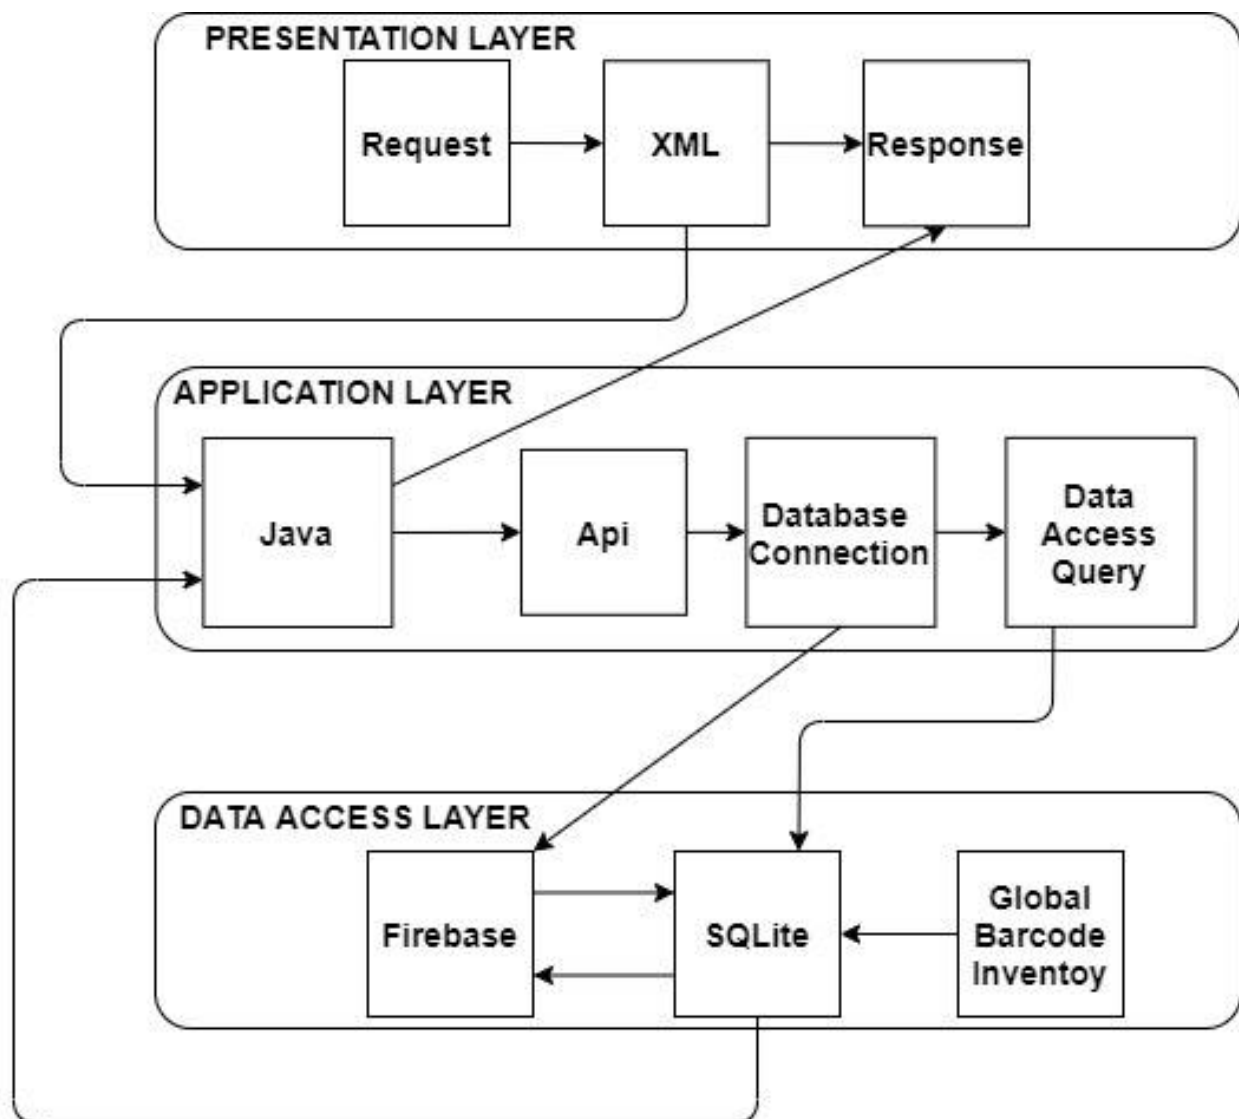 PRESENTATION LAYER
Request
XML
Response
APPLICATION LAYER
Java
Api
Database
Connection
Data
Access
Query
DATA ACCESS LAYER
Firebase
SQLite
Global
Barcode
Inventoy